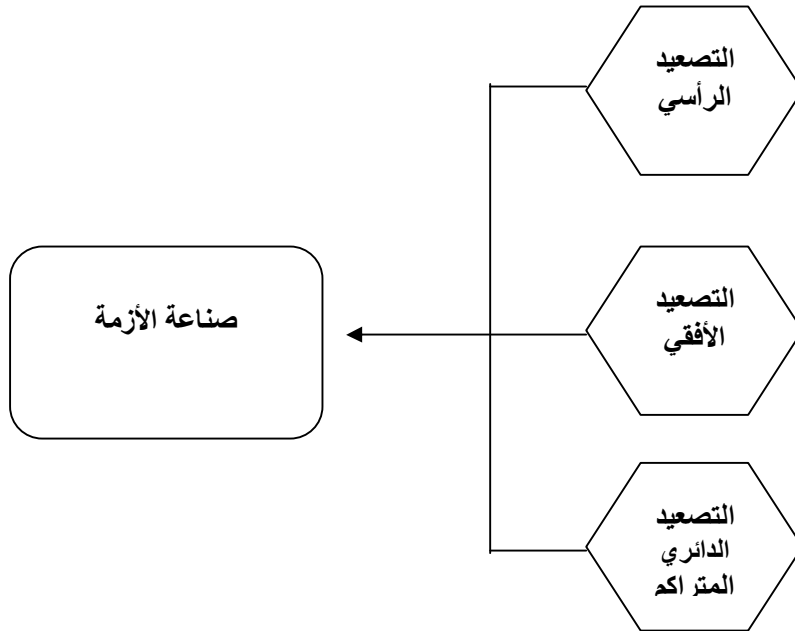 التصعيد
الرأسي
صناعة الأزمة
التصعيد
الأفقي
التصعيد
الدائري
المتراكم